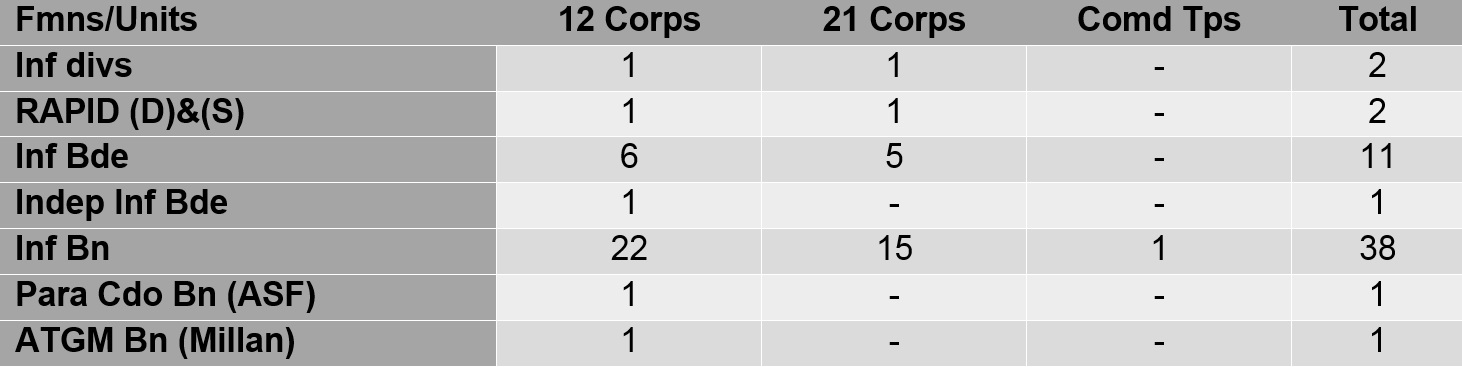 Fmns/Units 12 Corps 21 Corps Comd Tps Total
Inf divs 1 1 - 2
RAPID (D)&(S) 1 1 - 2
Inf Bde 6 5 - 11
Indep Inf Bde 1 - - 1
Inf Bn 22 15 1 38
Para Cdo Bn (ASF) 1 - - 1
ATGM Bn (Millan) 1 - - 1